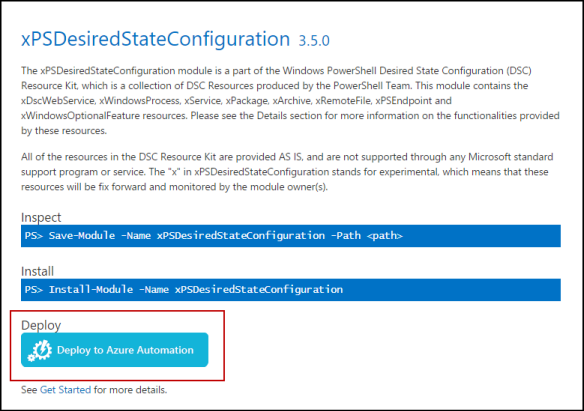 xPSDesiredStateConfiguration 3.5.0
The xPSDesiredStateConfiguration module is a part of the Windows PowerShell Desired State Configuration (DSC)
Resource Kit, which is a collection of DSC Resources produced by the PowerShell Team. This module contains the
xDscWebService, xWindowsProcess, xService, xPackage, xArchive, xRemoteFile, xPSEndpoint and
xWindowsOptionalFeature resources. Please see the Details section for more information on the functionalities provided
by these resources.
All of the resources in the DSC Resource Kit are provided AS IS, and are not supported through any Microsoft standard
support program or service. The "x" in xPSDesiredStateConfiguration stands for experimental, which means that these
resources will be fix forward and monitored by the module owner(s).
Inspect
PS> Save-Module -Name xPSDesiredStateConfiguration -Path <path>
Install
PS> Install-Module -Name xPSDesiredStateConfiguration
Deploy
Deploy to Azure Automation
See Get Started for more details.